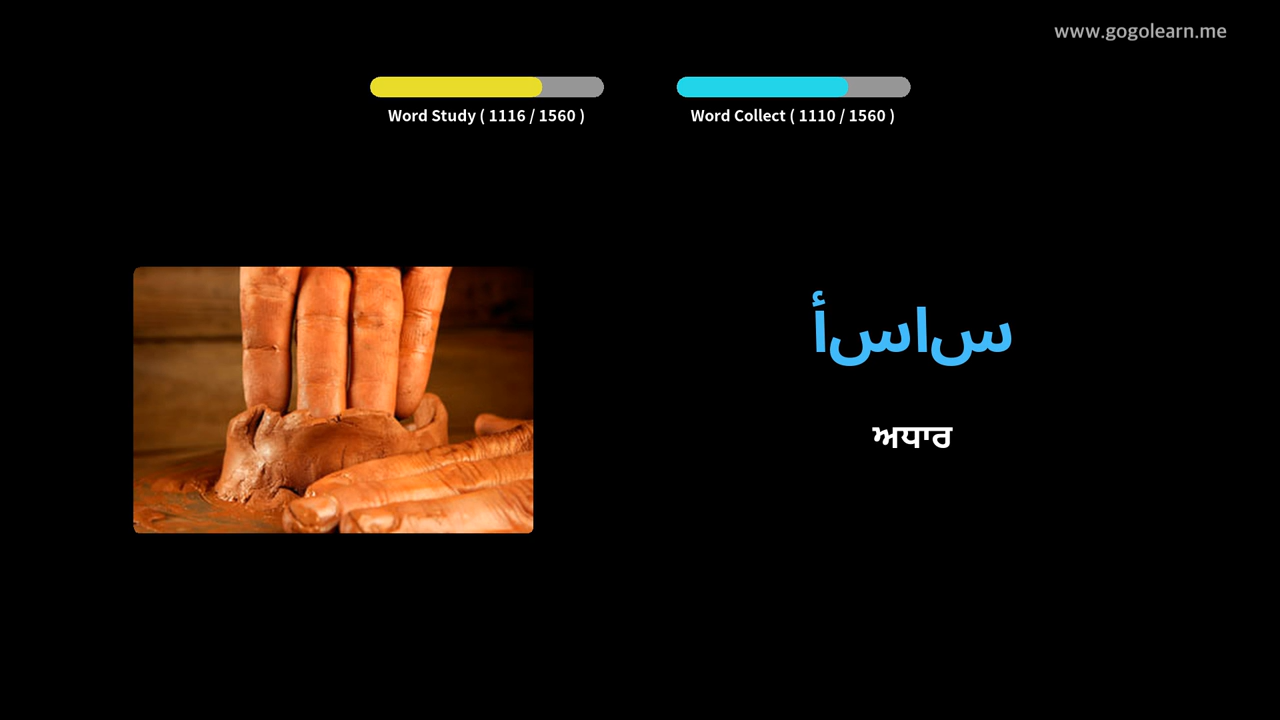 www.gogolearn.me
Word Study ( 1116 / 1560 )
Word Collect ( 1110 / 1560 )
أساس
ਅਧਾਰ